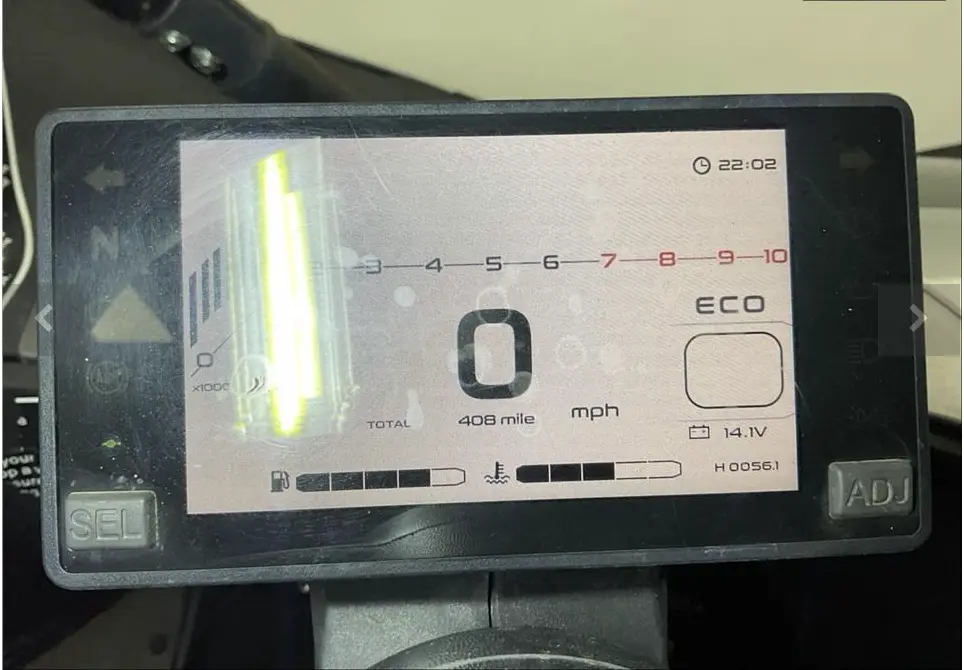 22:02
N
3 4 5 6 7 8 9 10
ECO
0
0
x1000
TOTAL
408 mile
mph
14.1V
H 0056.1
SEL
ADJ